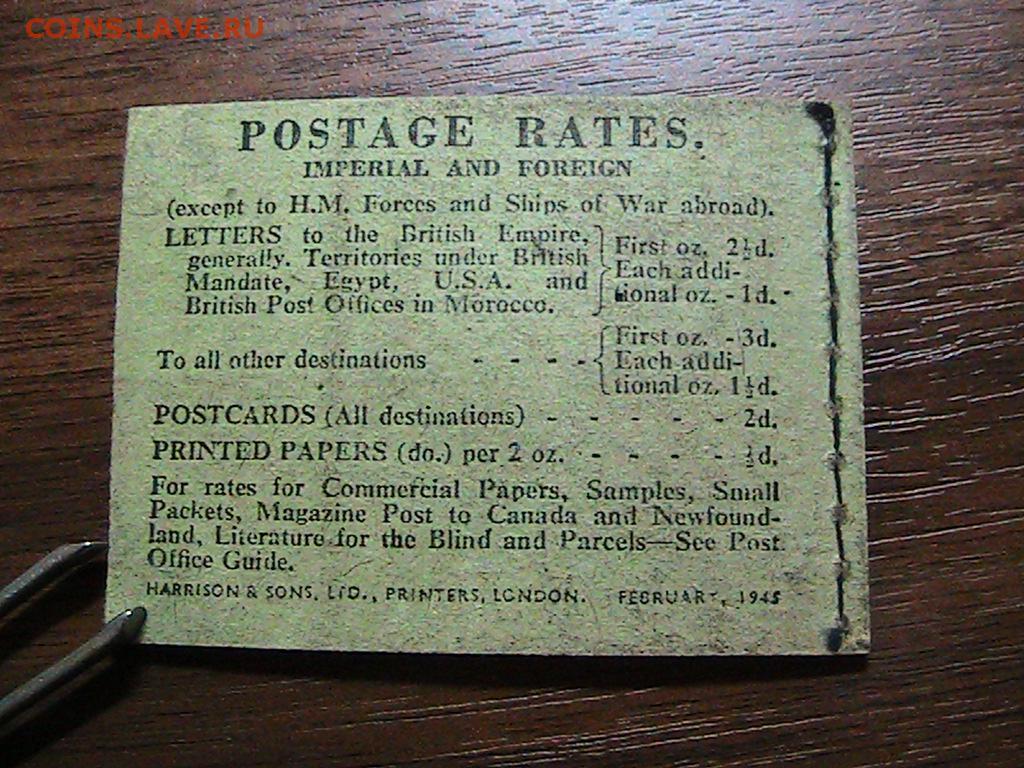 COINS.LAVE.RU
POSTAGE RATES.
IMPERIAL AND FOREIGN
(except to H.M. Forces and Ships of War abroad).
LETTERS to the British Empire, generally. Territories under British Mandate, Egypt, U.S.A. and British Post Offices in Morocco.
First oz. 2½d.
Each addi-
tional oz. - 1d.
To all other destinations - - - -
First oz. - 3d.
Each addi-
tional oz. 1½d.
POSTCARDS (All destinations) - - - - - 2d.
PRINTED PAPERS (do.) per 2 oz. - - - - ½d.
For rates for Commercial Papers, Samples, Small
Packets, Magazine Post to Canada and Newfound-
land, Literature for the Blind and Parcels—See Post
Office Guide.
HARRISON & SONS, LTD., PRINTERS, LONDON. FEBRUARY, 1945